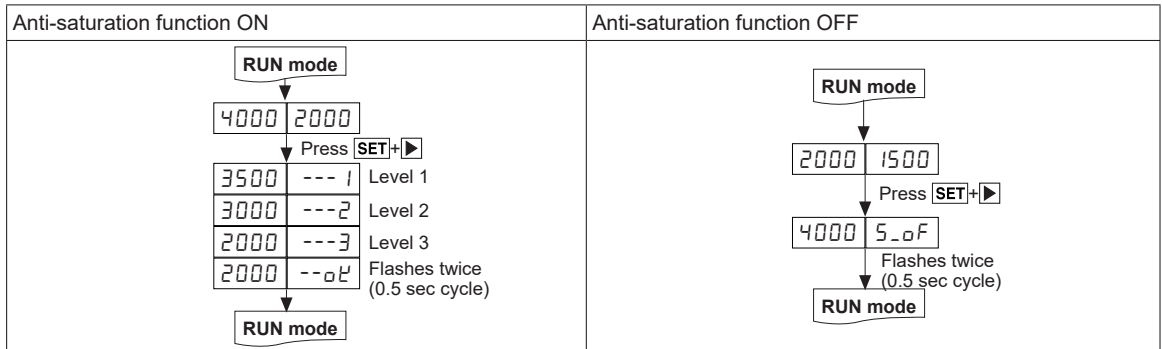 Anti-saturation function ON
RUN mode
4000 2000
Press SET+▶
3500 ---1 Level 1
3000 ---2 Level 2
2000 ---3 Level 3
2000 --ok Flashes twice
(0.5 sec cycle)
RUN mode
Anti-saturation function OFF
RUN mode
2000 1500
Press SET+▶
4000 S_oF
Flashes twice
(0.5 sec cycle)
RUN mode